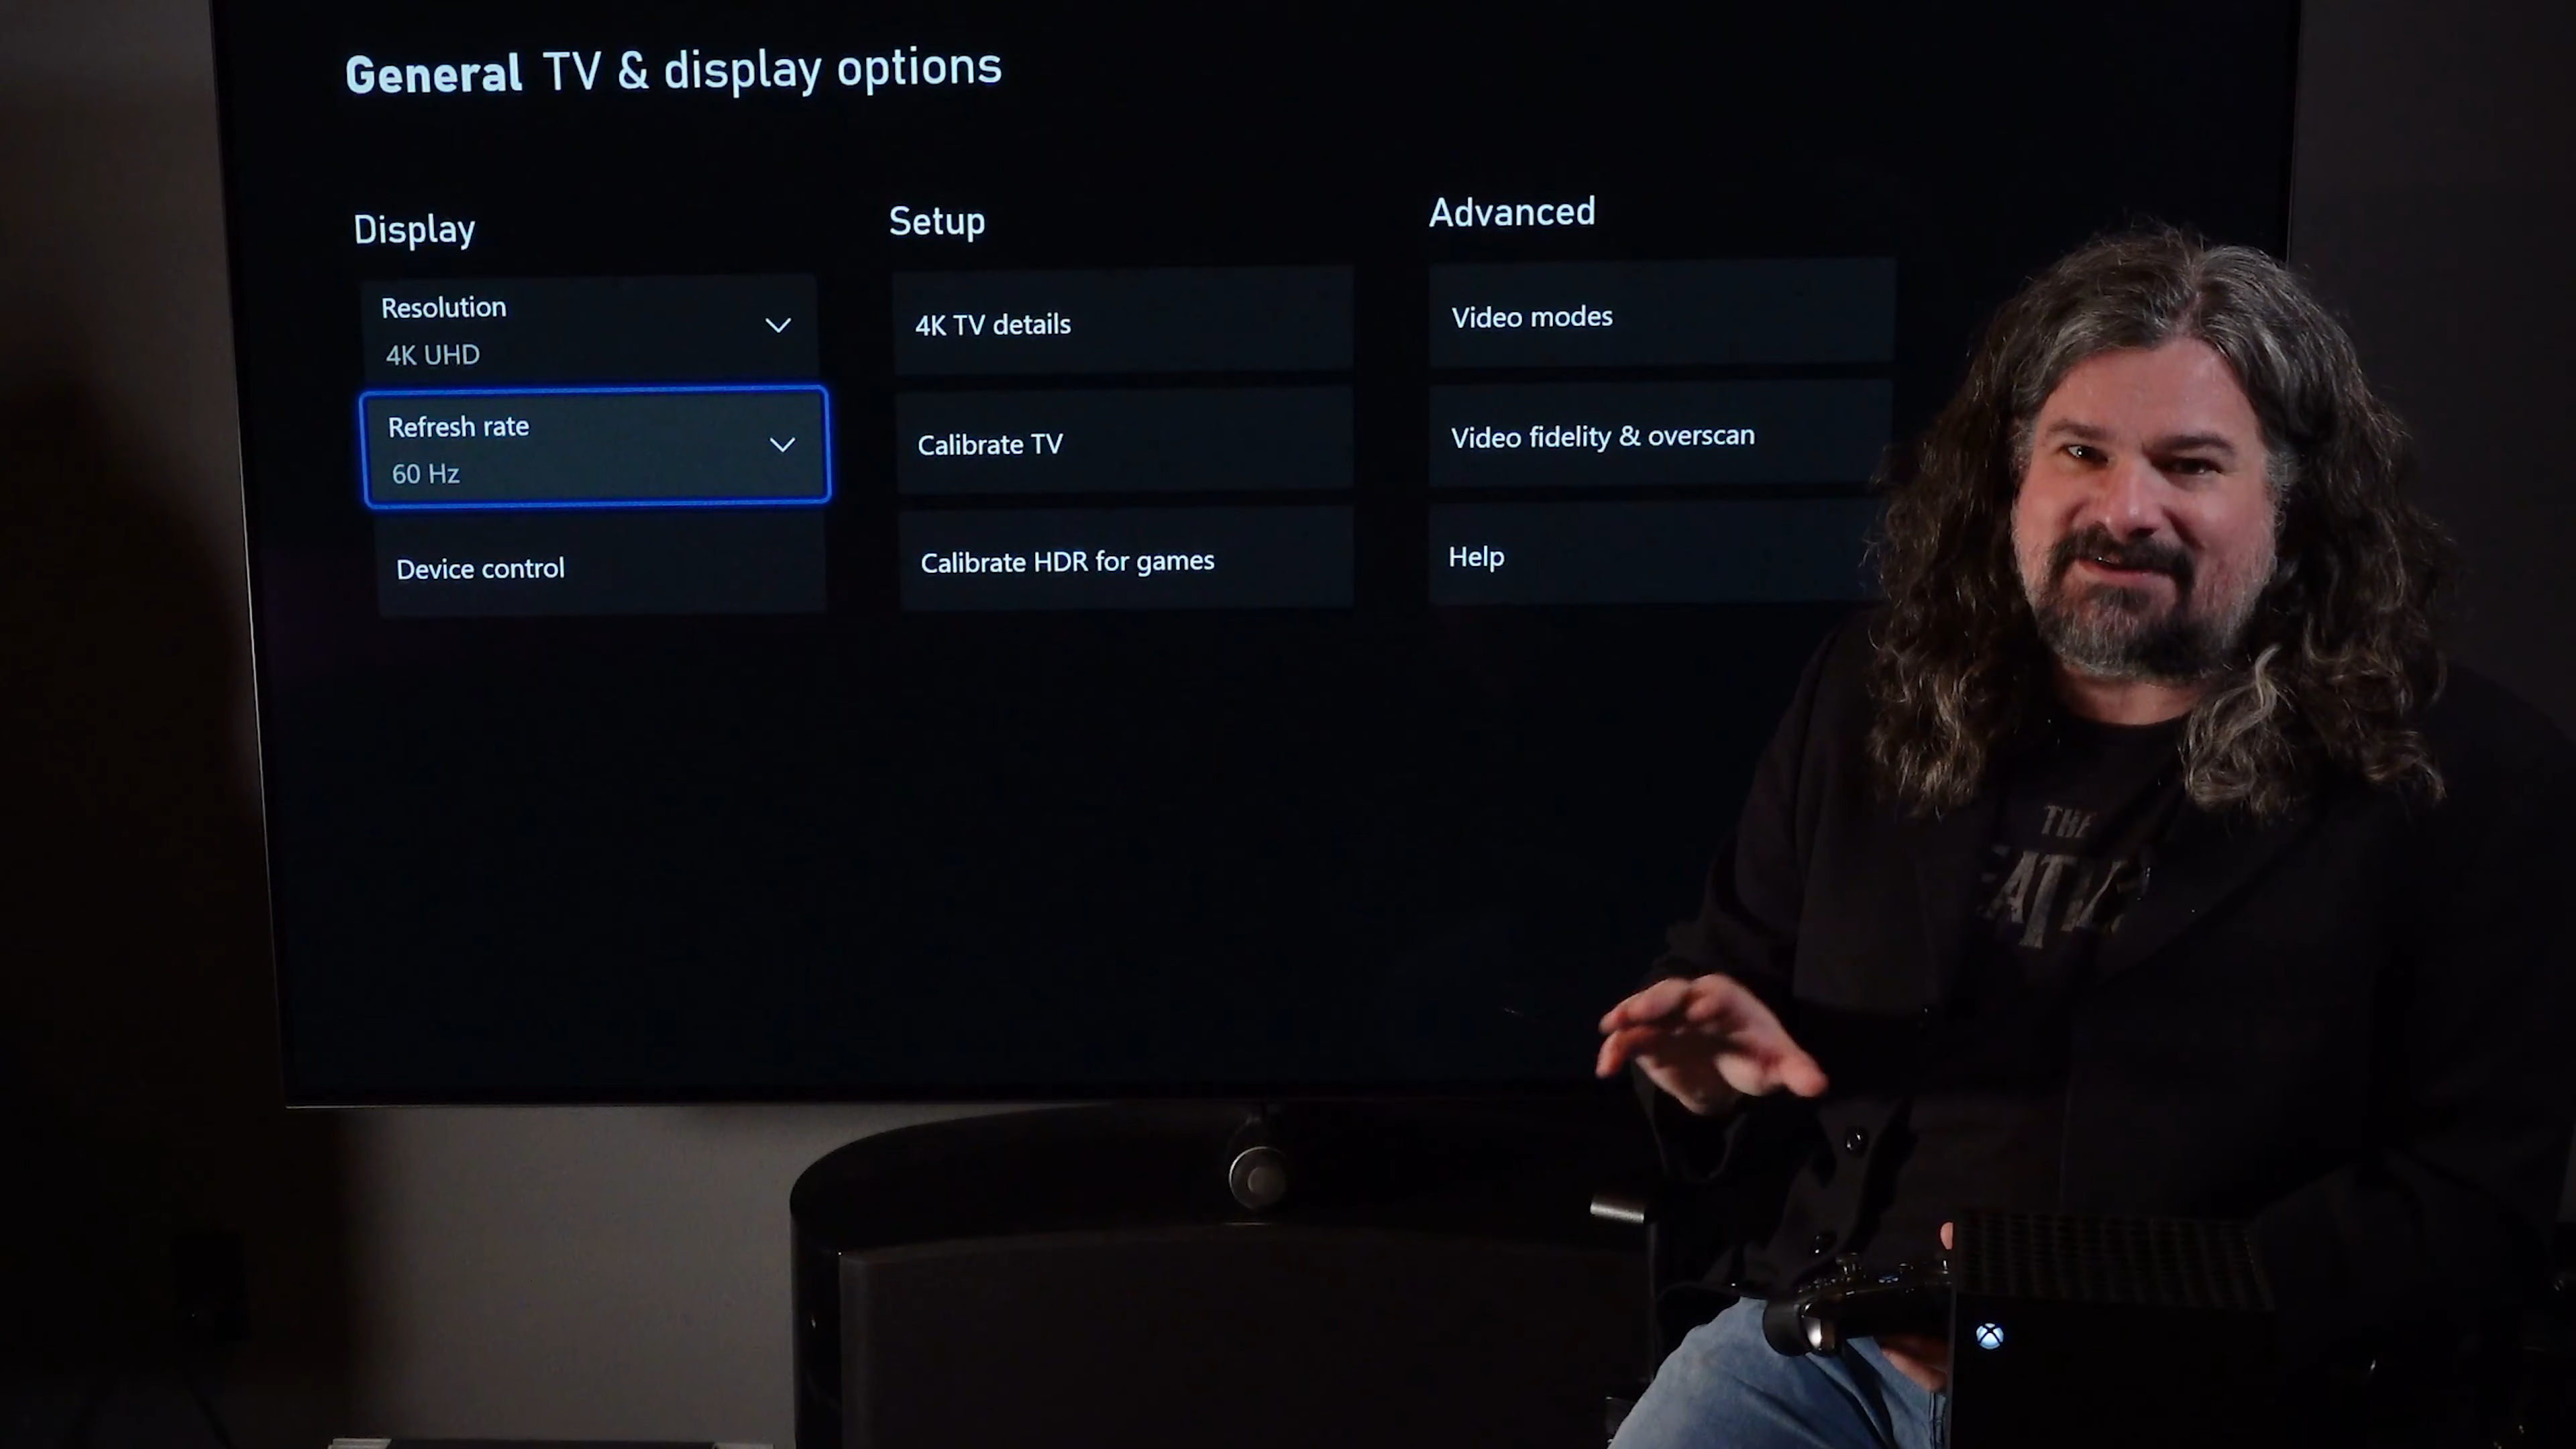 General TV & display options
Display
Resolution
4K UHD
Refresh rate
60 Hz
Device control
Setup
4K TV details
Calibrate TV
Calibrate HDR for games
Advanced
Video modes
Video fidelity & overscan
Help
THE